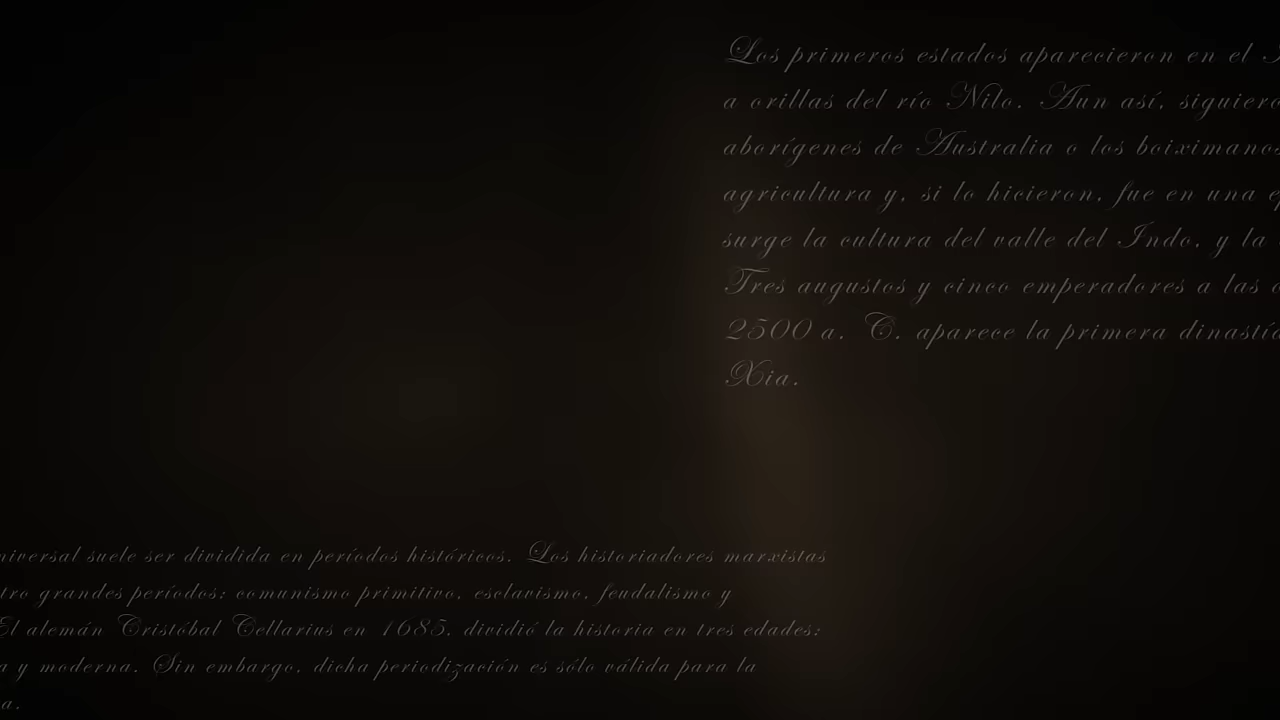 Los primeros estados aparecieron en el
a orillas del río Nilo. Aun así, siguiero
aborígenes de Australia o los boiximanos
agricultura y, si lo hicieron, fue en una
surge la cultura del valle del Indo, y la
Tres augustos y cinco emperadores a las
2500 a. C. aparece la primera dinastía
Xia.
niversal suele ser dividida en períodos históricos. Los historiadores marxistas
tro grandes períodos: comunismo primitivo, esclavismo, feudalismo y
El alemán Cristóbal Cellarius en 1685, dividió la historia en tres edades:
a y moderna. Sin embargo, dicha periodización es sólo válida para la
a.